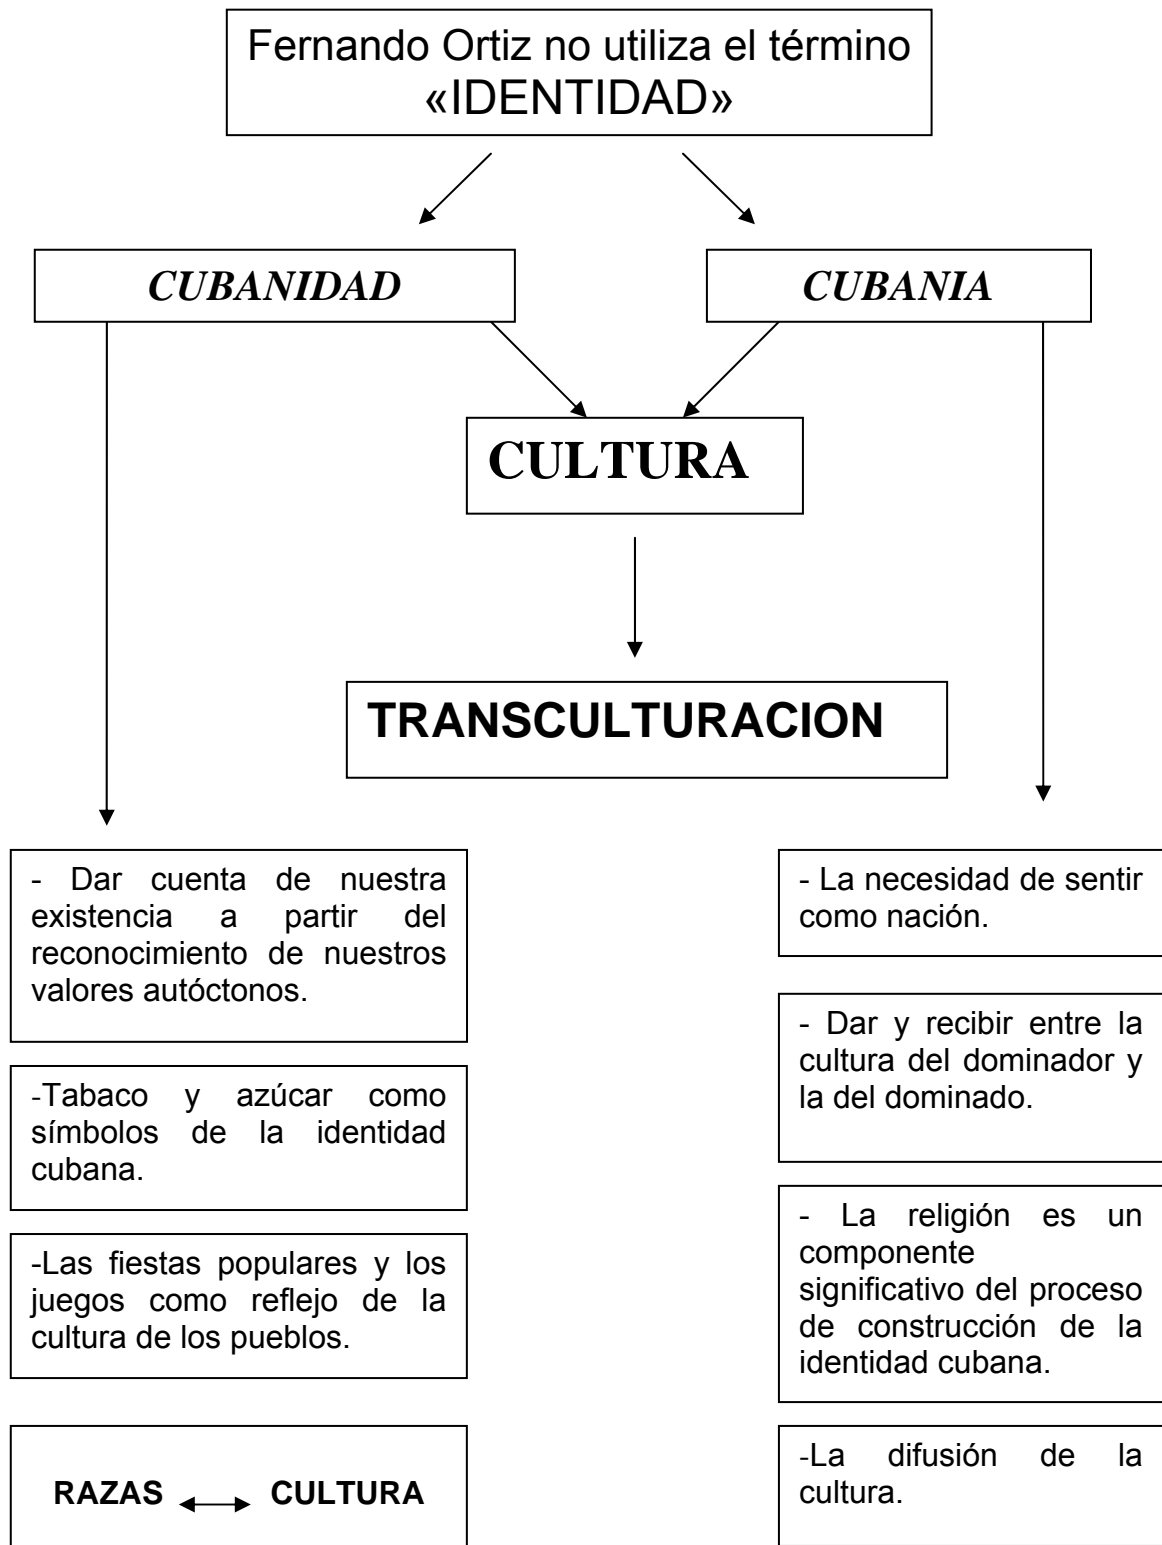 Fernando Ortiz no utiliza el término
«IDENTIDAD»
CUBANIDAD
CUBANIA
CULTURA
TRANSCULTURACION
- Dar cuenta de nuestra
existencia a partir del
reconocimiento de nuestros
valores autóctonos.
-Tabaco y azúcar como
símbolos de la identidad
cubana.
-Las fiestas populares y los
juegos como reflejo de la
cultura de los pueblos.
RAZAS CULTURA
- La necesidad de sentir
como nación.
- Dar y recibir entre la
cultura del dominador y
la del dominado.
- La religión es un
componente
significativo del proceso
de construcción de la
identidad cubana.
-La difusión de la
cultura.